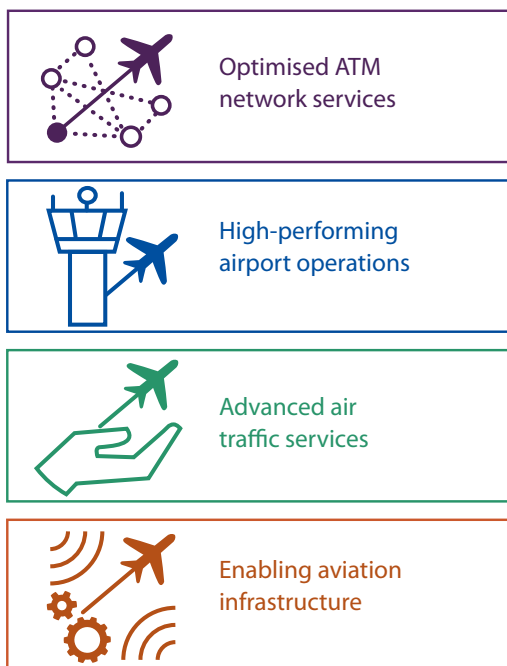 Optimised ATM
network services
High-performing
airport operations
Advanced air
traffic services
Enabling aviation
infrastructure